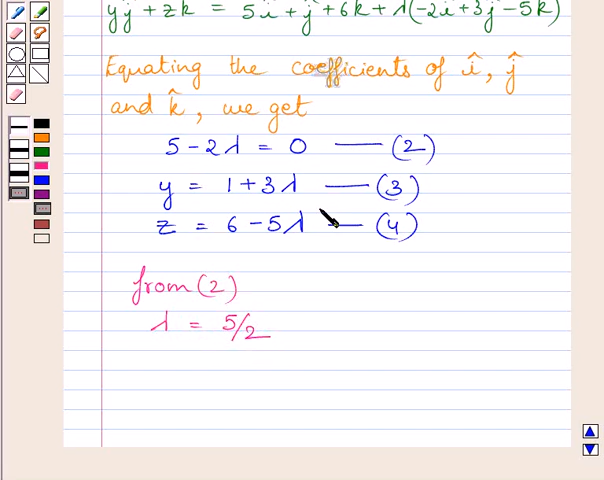 yĵ + zk = 5î + ĵ + 6k + λ(-2î + 3ĵ - 5k)
Equating the coefficients of î, ĵ
and k̂, we get
5 - 2λ = 0 —— (2)
y = 1 + 3λ —— (3)
z = 6 - 5λ —— (4)
from (2)
λ = 5/2